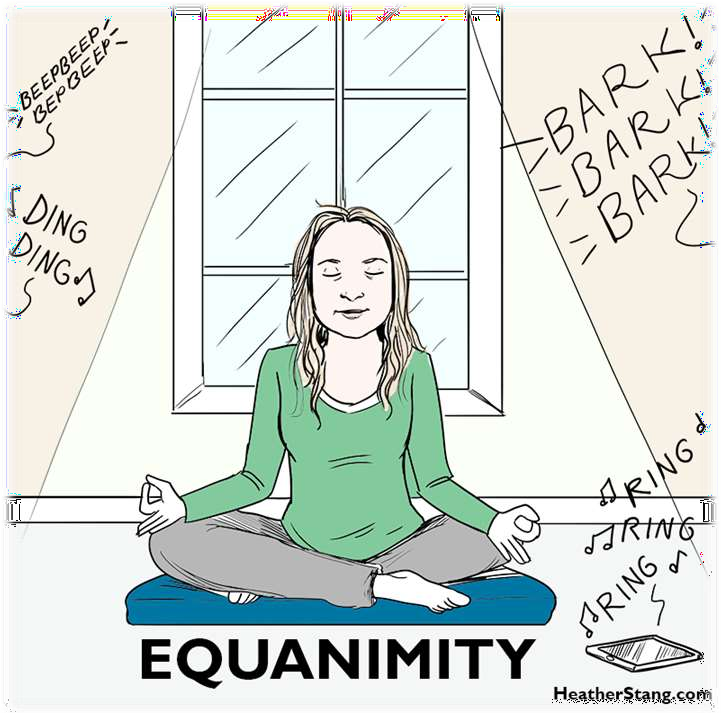 BEEPBEEP
BEPBEEP
DING
DING
BARK!
BARK!
BARK!
RING
RING
RING
EQUANIMITY
HeatherStang.com